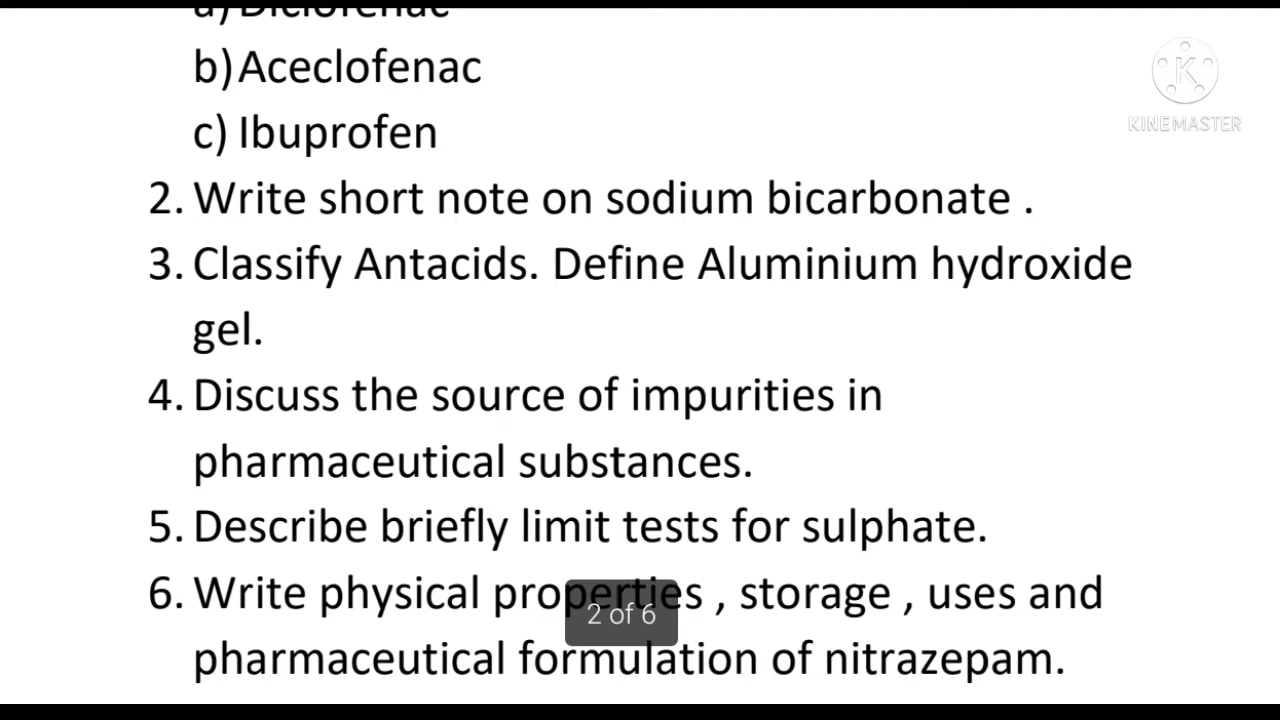 a) Diclofenac
b) Aceclofenac
c) Ibuprofen
2. Write short note on sodium bicarbonate .
3. Classify Antacids. Define Aluminium hydroxide
gel.
4. Discuss the source of impurities in
pharmaceutical substances.
5. Describe briefly limit tests for sulphate.
6. Write physical properties , storage , uses and
pharmaceutical formulation of nitrazepam.
2 of 6
K
KINEMASTER